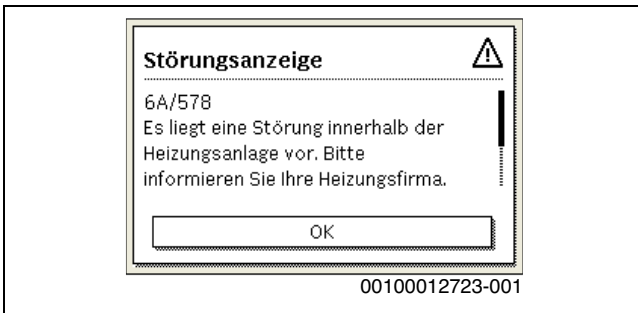 Störungsanzeige
6A/578
Es liegt eine Störung innerhalb der
Heizungsanlage vor. Bitte
informieren Sie Ihre Heizungsfirma.
OK
00100012723-001